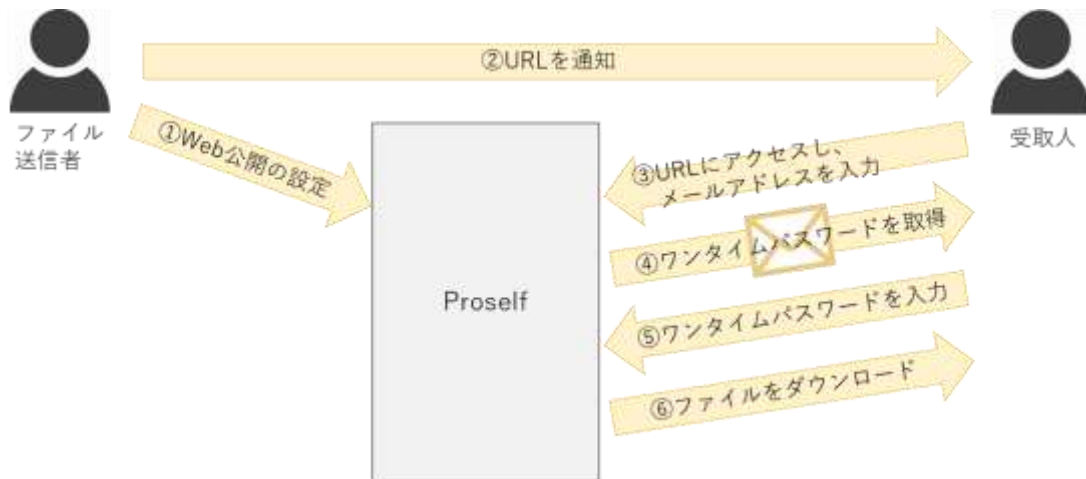 ②URLを通知
ファイル
送信者
①Web公開の設定
受取人
③URLにアクセスし、
メールアドレスを入力
④ワンタイムパスワードを取得
Proself
⑤ワンタイムパスワードを入力
⑥ファイルをダウンロード